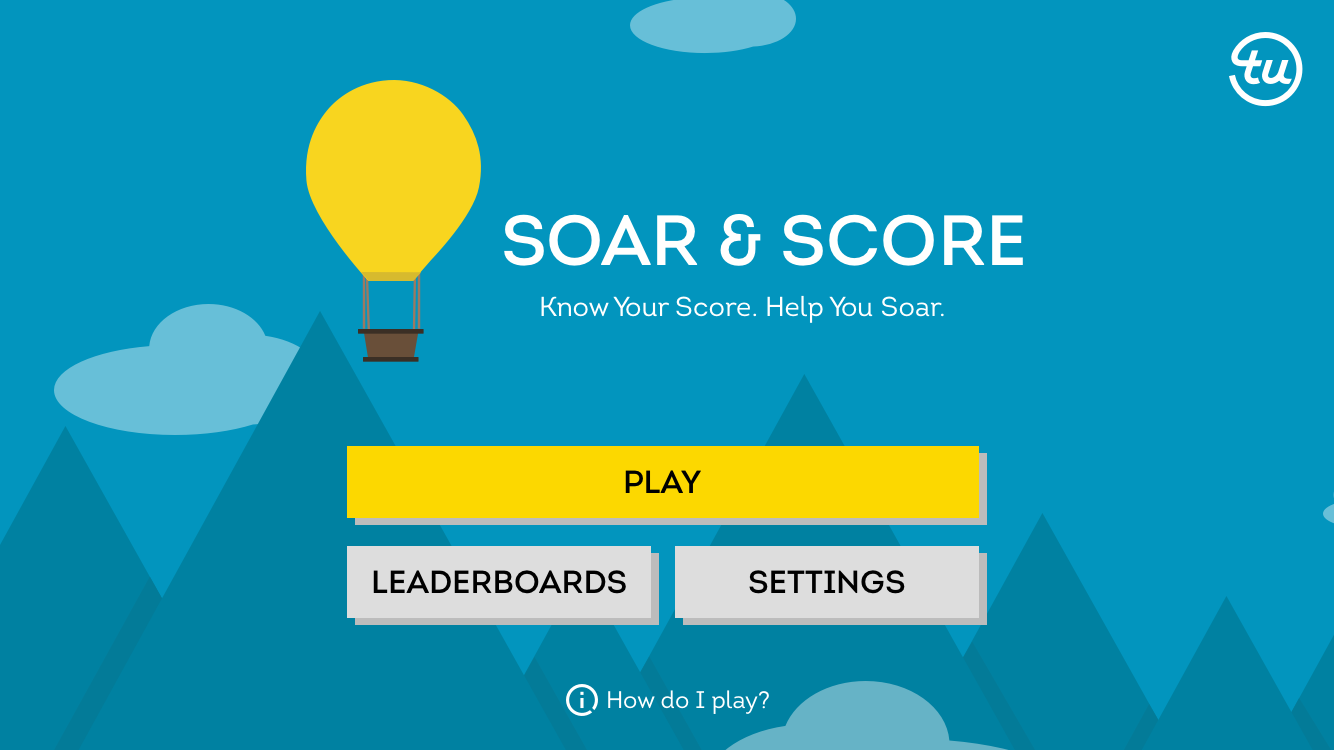 tu
SOAR & SCORE
Know Your Score. Help You Soar.
PLAY
LEADERBOARDS
SETTINGS
How do I play?